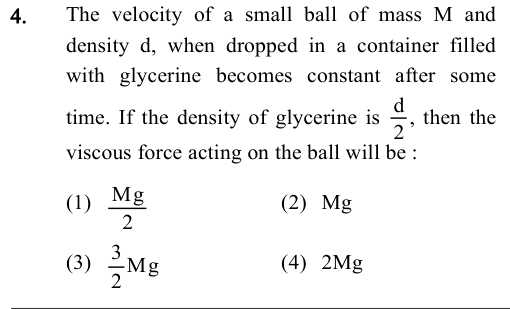 4. The velocity of a small ball of mass M and
density d, when dropped in a container filled
with glycerine becomes constant after some
time. If the density of glycerine is d/2, then the
viscous force acting on the ball will be :
(1) Mg/2 (2) Mg
(3) 3/2 Mg (4) 2Mg